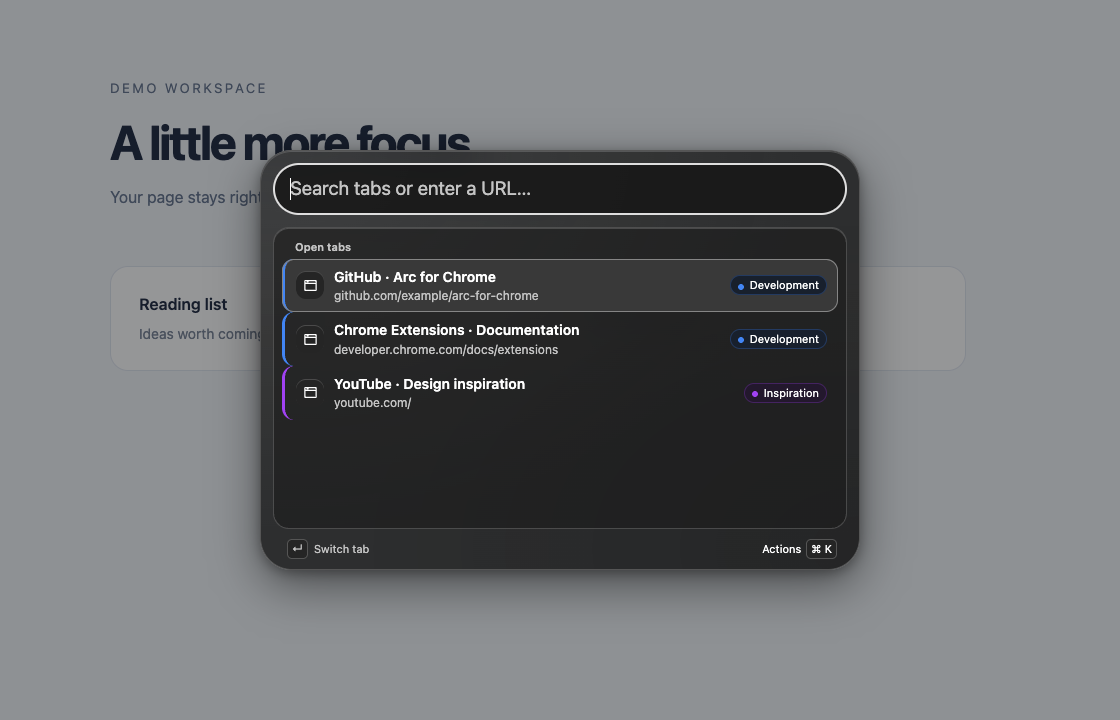 DEMO WORKSPACE
A little more focus
Your page stays right
Search tabs or enter a URL...
Open tabs
GitHub · Arc for Chrome
github.com/example/arc-for-chrome
Development
Chrome Extensions · Documentation
developer.chrome.com/docs/extensions
Development
YouTube · Design inspiration
youtube.com/
Inspiration
Reading list
Ideas worth coming
Switch tab
Actions
⌘ K